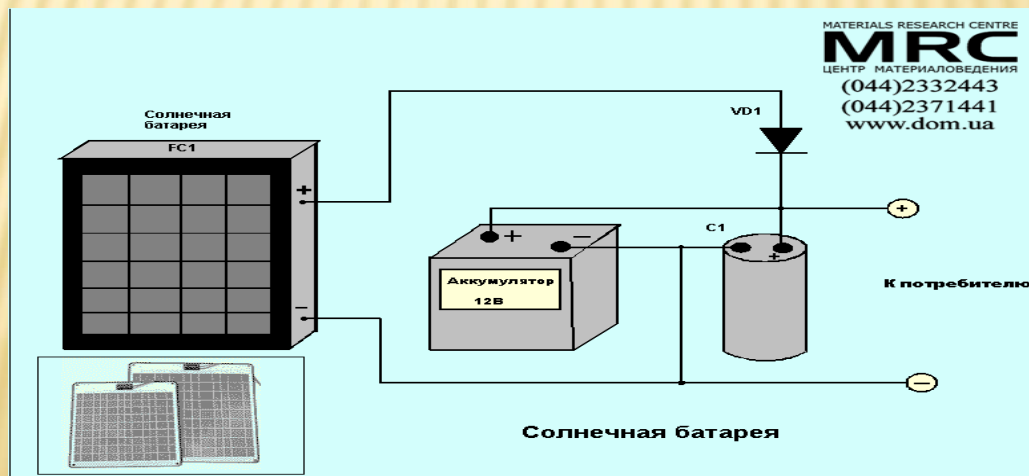 MATERIALS RESEARCH CENTRE
MRC
ЦЕНТР МАТЕРИАЛОВЕДЕНИЯ
(044)2332443
(044)2371441
www.dom.ua
Солнечная
батарея
FC1
VD1
+
−
+
+ −
C1
+
Аккумулятор
12В
К потребителю
−
Солнечная батарея